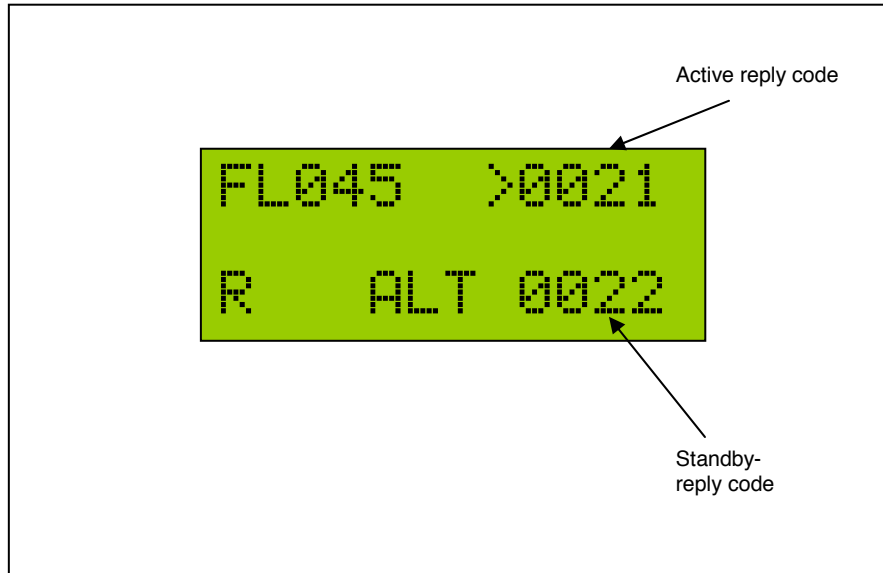 Active reply code
FL045 >0021
R ALT 0022
Standby-
reply code